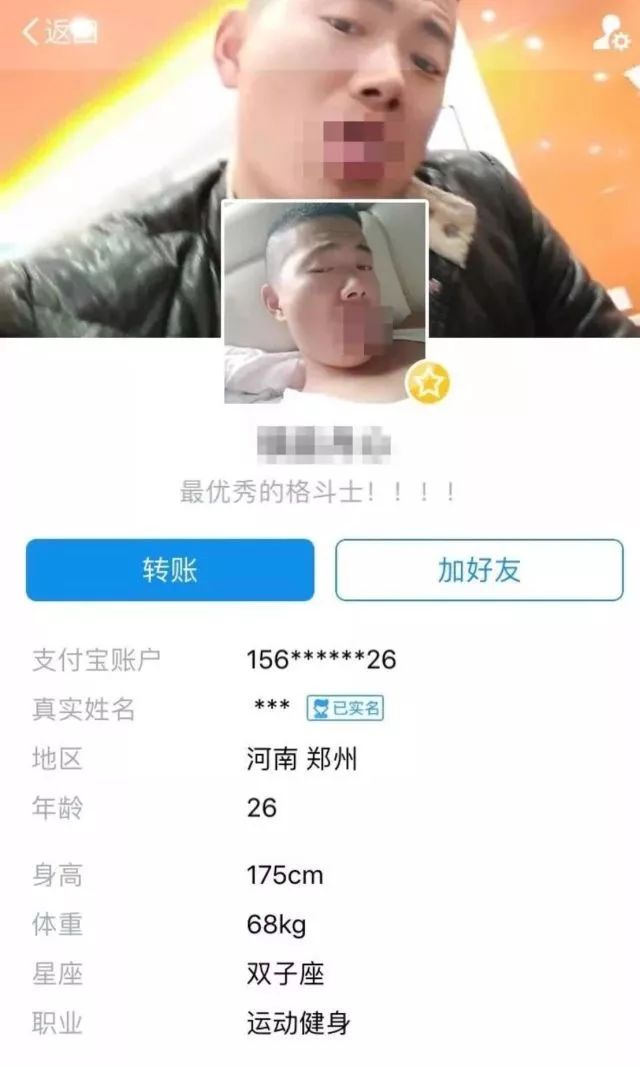 返回
最优秀的格斗士！！！！
转账
加好友
支付宝账户 156******26
真实姓名 *** 已实名
地区 河南 郑州
年龄 26
身高 175cm
体重 68kg
星座 双子座
职业 运动健身